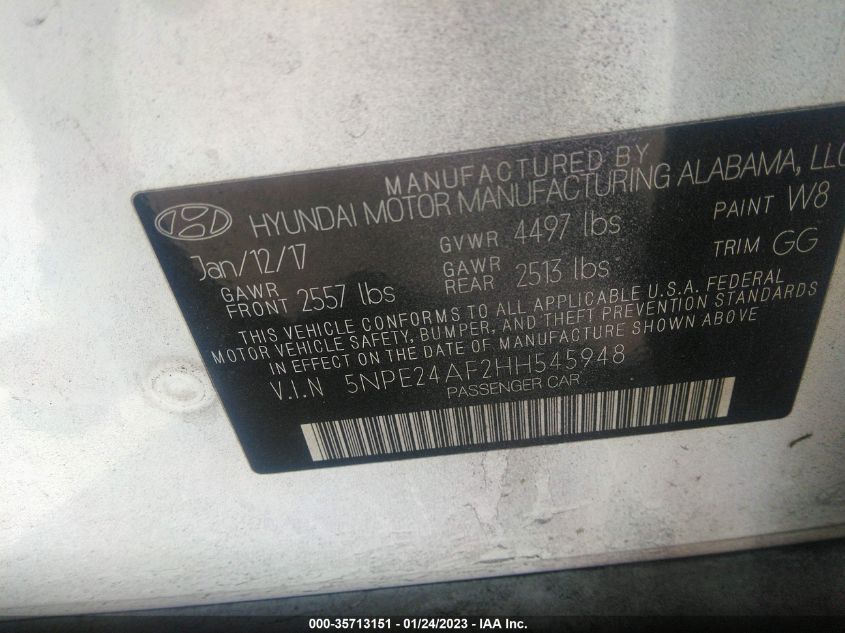 MANUFACTURED BY
HYUNDAI MOTOR MANUFACTURING ALABAMA, LLC
Jan/12/17 GVWR 4497 lbs PAINT W8
GAWR FRONT 2557 lbs GAWR REAR 2513 lbs TRIM GG
THIS VEHICLE CONFORMS TO ALL APPLICABLE U.S.A. FEDERAL
MOTOR VEHICLE SAFETY, BUMPER, AND THEFT PREVENTION STANDARDS
IN EFFECT ON THE DATE OF MANUFACTURE SHOWN ABOVE
V.I.N 5NPE24AF2HH545948
PASSENGER CAR
000-35713151 — 01/24/2023 — IAA Inc.